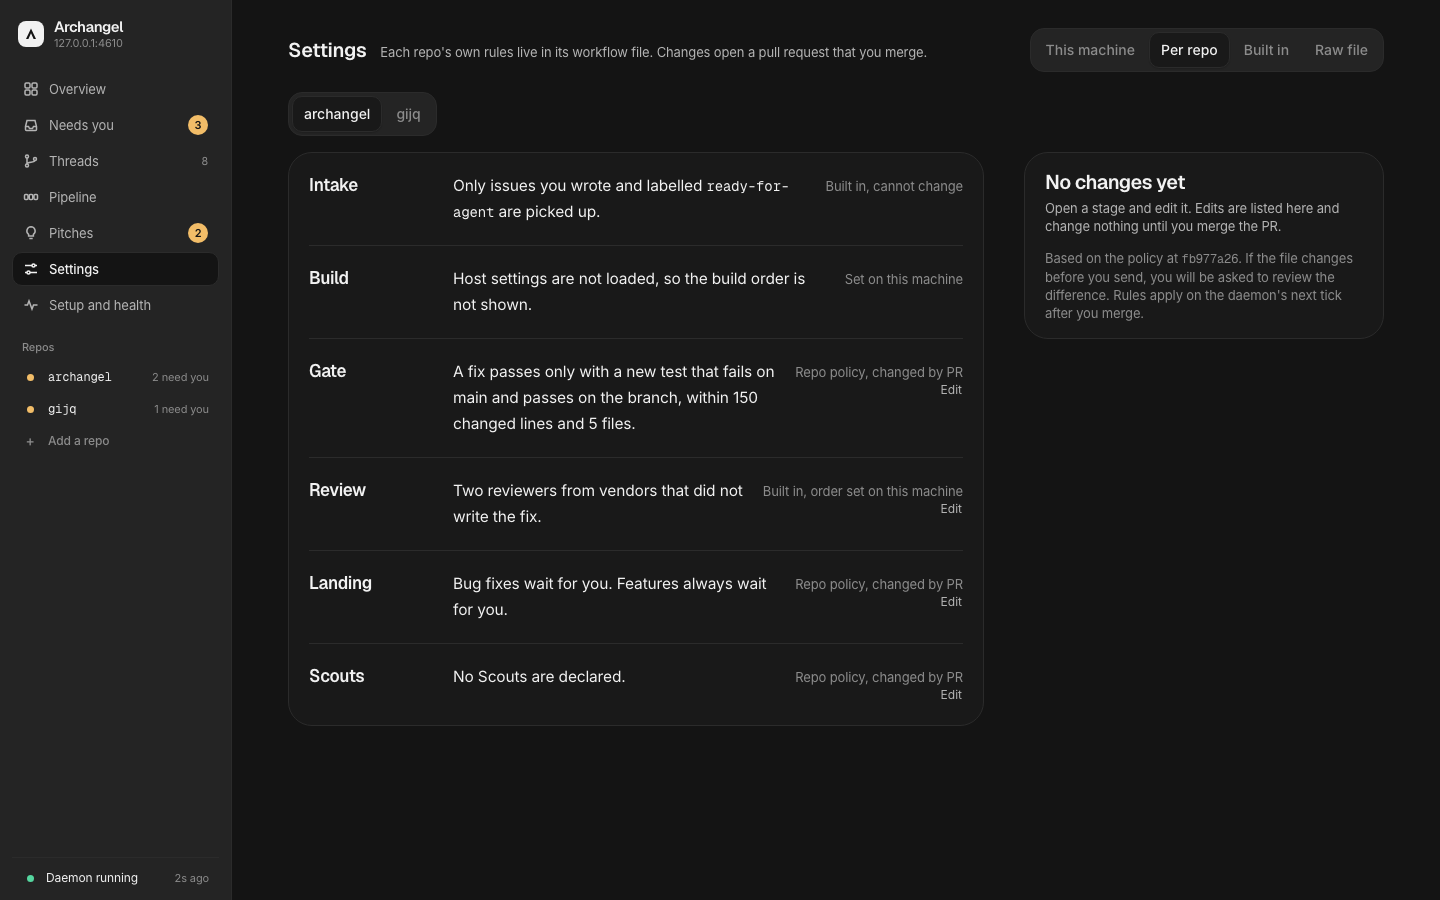 Archangel
127.0.0.1:4610
Overview
Needs you 3
Threads 8
Pipeline
Pitches 2
Settings
Setup and health
Repos
archangel 2 need you
gijq 1 need you
+ Add a repo
Daemon running 2s ago
Settings Each repo's own rules live in its workflow file. Changes open a pull request that you merge.
This machine Per repo Built in Raw file
archangel gijq
Intake
Only issues you wrote and labelled ready-for-
agent are picked up.
Built in, cannot change
Build
Host settings are not loaded, so the build order is
not shown.
Set on this machine
Gate
A fix passes only with a new test that fails on
main and passes on the branch, within 150
changed lines and 5 files.
Repo policy, changed by PR
Edit
Review
Two reviewers from vendors that did not
write the fix.
Built in, order set on this machine
Edit
Landing
Bug fixes wait for you. Features always wait
for you.
Repo policy, changed by PR
Edit
Scouts
No Scouts are declared.
Repo policy, changed by PR
Edit
No changes yet
Open a stage and edit it. Edits are listed here and
change nothing until you merge the PR.
Based on the policy at fb977a26. If the file changes
before you send, you will be asked to review the
difference. Rules apply on the daemon's next tick
after you merge.